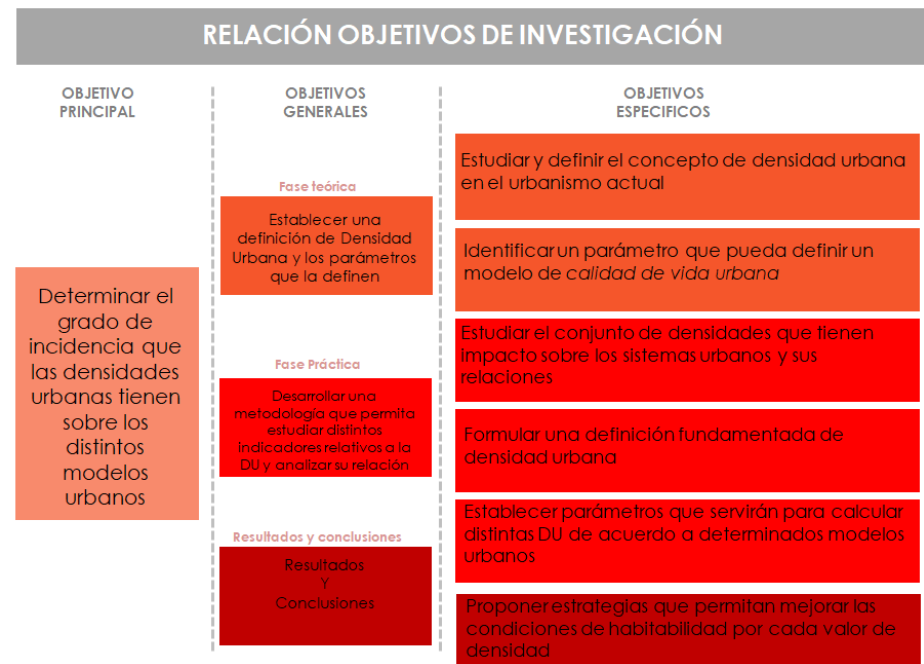 RELACIÓN OBJETIVOS DE INVESTIGACIÓN
OBJETIVO
PRINCIPAL
Determinar el
grado de
incidencia que
las densidades
urbanas tienen
sobre los
distintos
modelos
urbanos
OBJETIVOS
GENERALES
Fase teórica
Establecer una
definición de Densidad
Urbana y los parámetros
que la definen
Fase Práctica
Desarrollar una
metodología que permita
estudiar distintos
indicadores relativos a la
DU y analizar su relación
Resultados y conclusiones
Resultados
Y
Conclusiones
OBJETIVOS
ESPECIFICOS
Estudiar y definir el concepto de densidad urbana
en el urbanismo actual
Identificar un parámetro que pueda definir un
modelo de calidad de vida urbana
Estudiar el conjunto de densidades que tienen
impacto sobre los sistemas urbanos y sus
relaciones
Formular una definición fundamentada de
densidad urbana
Establecer parámetros que servirán para calcular
distintas DU de acuerdo a determinados modelos
urbanos
Proponer estrategias que permitan mejorar las
condiciones de habitabilidad por cada valor de
densidad